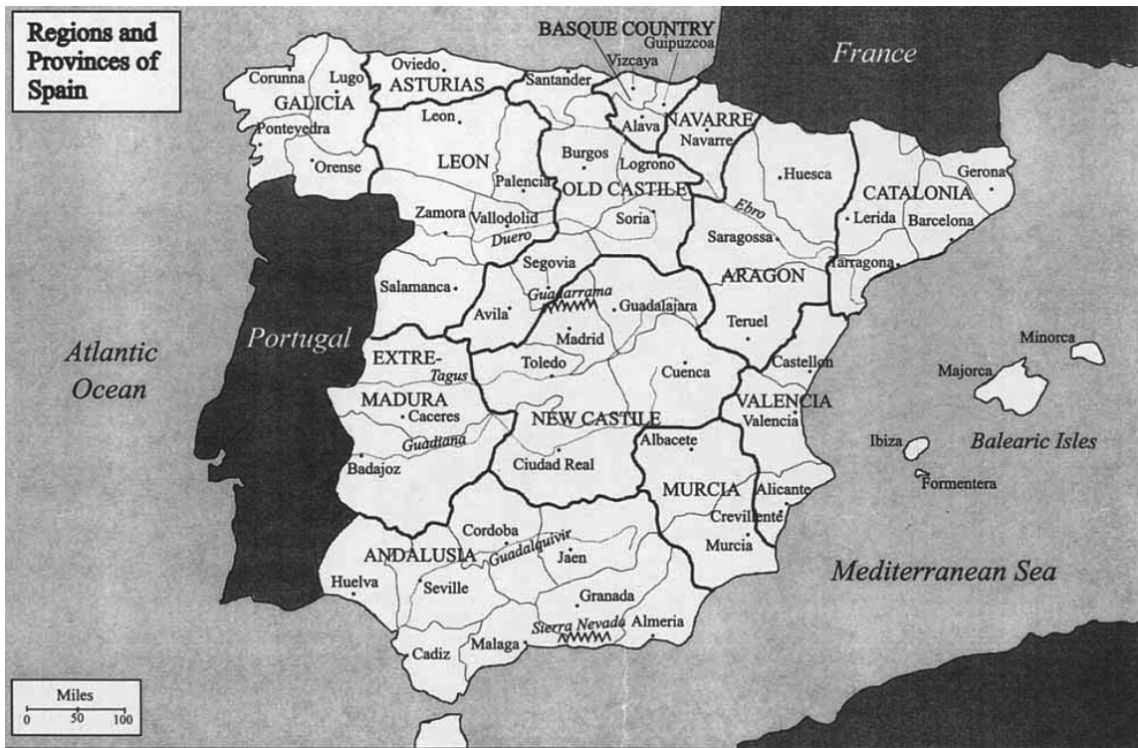 Regions and
Provinces of
Spain
BASQUE COUNTRY
Guipuzcoa
Vizcaya
France
Corunna
Lugo
GALICIA
Pontevedra
Orense
Oviedo
ASTURIAS
Santander
Alava
NAVARRE
Navarre
Leon
LEON
Palencia
Zamora
Vallodolid
Duero
Salamanca
Burgos
Logrono
OLD CASTILE
Soria
Segovia
Avila
Guadarrama
Huesca
Ebro
Saragossa
ARAGON
Teruel
CATALONIA
Gerona
Lerida
Barcelona
Tarragona
Atlantic
Ocean
Portugal
EXTRE-
MADURA
Tagus
Caceres
Guadiana
Badajoz
Guadalajara
Madrid
Toledo
Cuenca
NEW CASTILE
Ciudad Real
Castellon
VALENCIA
Valencia
Alicante
Crevillente
Albacete
MURCIA
Murcia
Minorca
Majorca
Ibiza
Balearic Isles
Formentera
Mediterranean Sea
Cordoba
ANDALUSIA
Guadalquivir
Jaen
Huelva
Seville
Granada
Sierra Nevada
Almeria
Malaga
Cadiz
Miles
0 50 100